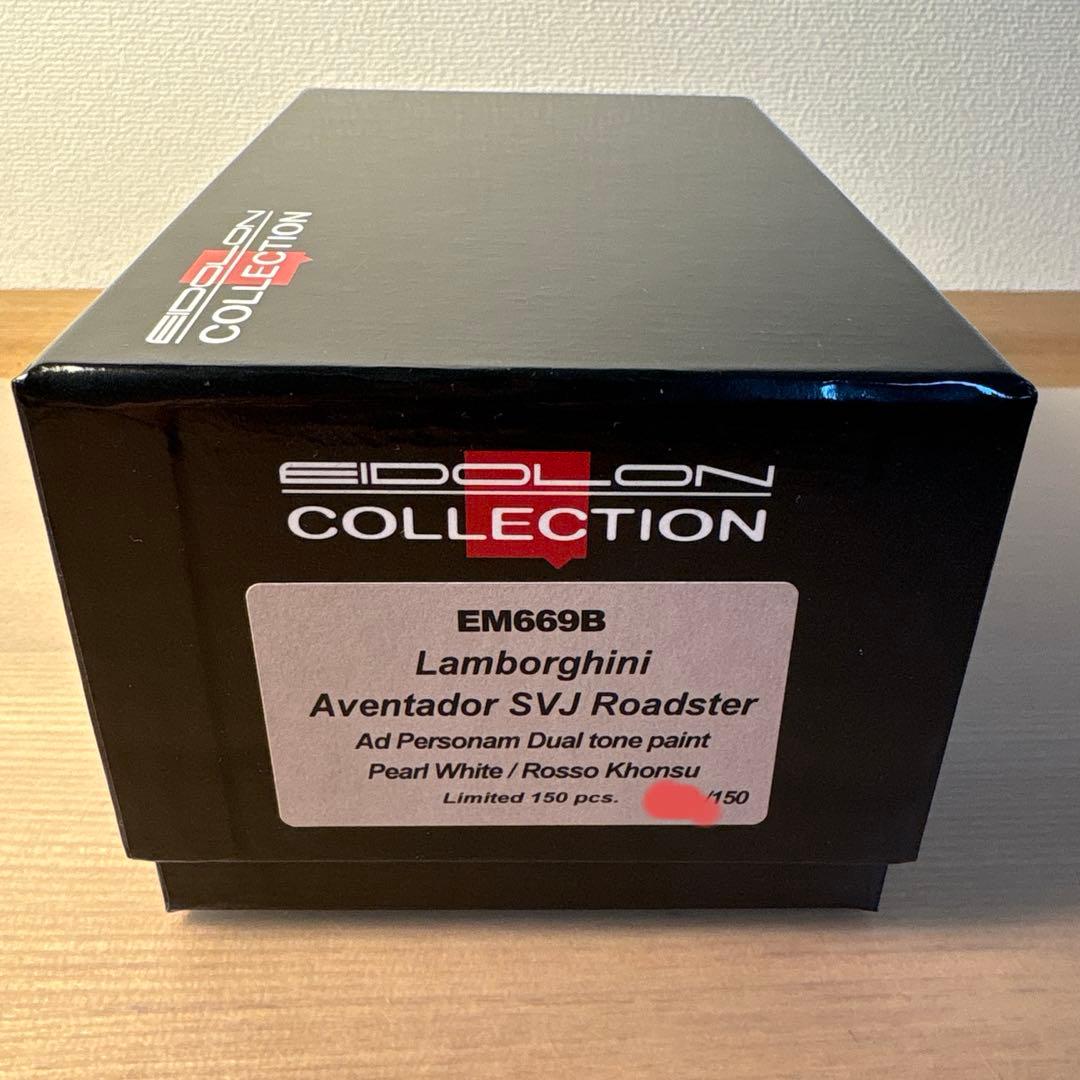 EIDOLON
COLLECTION
EIDOLON
COLLECTION
EM669B
Lamborghini
Aventador SVJ Roadster
Ad Personam Dual tone paint
Pearl White / Rosso Khonsu
Limited 150 pcs. /150